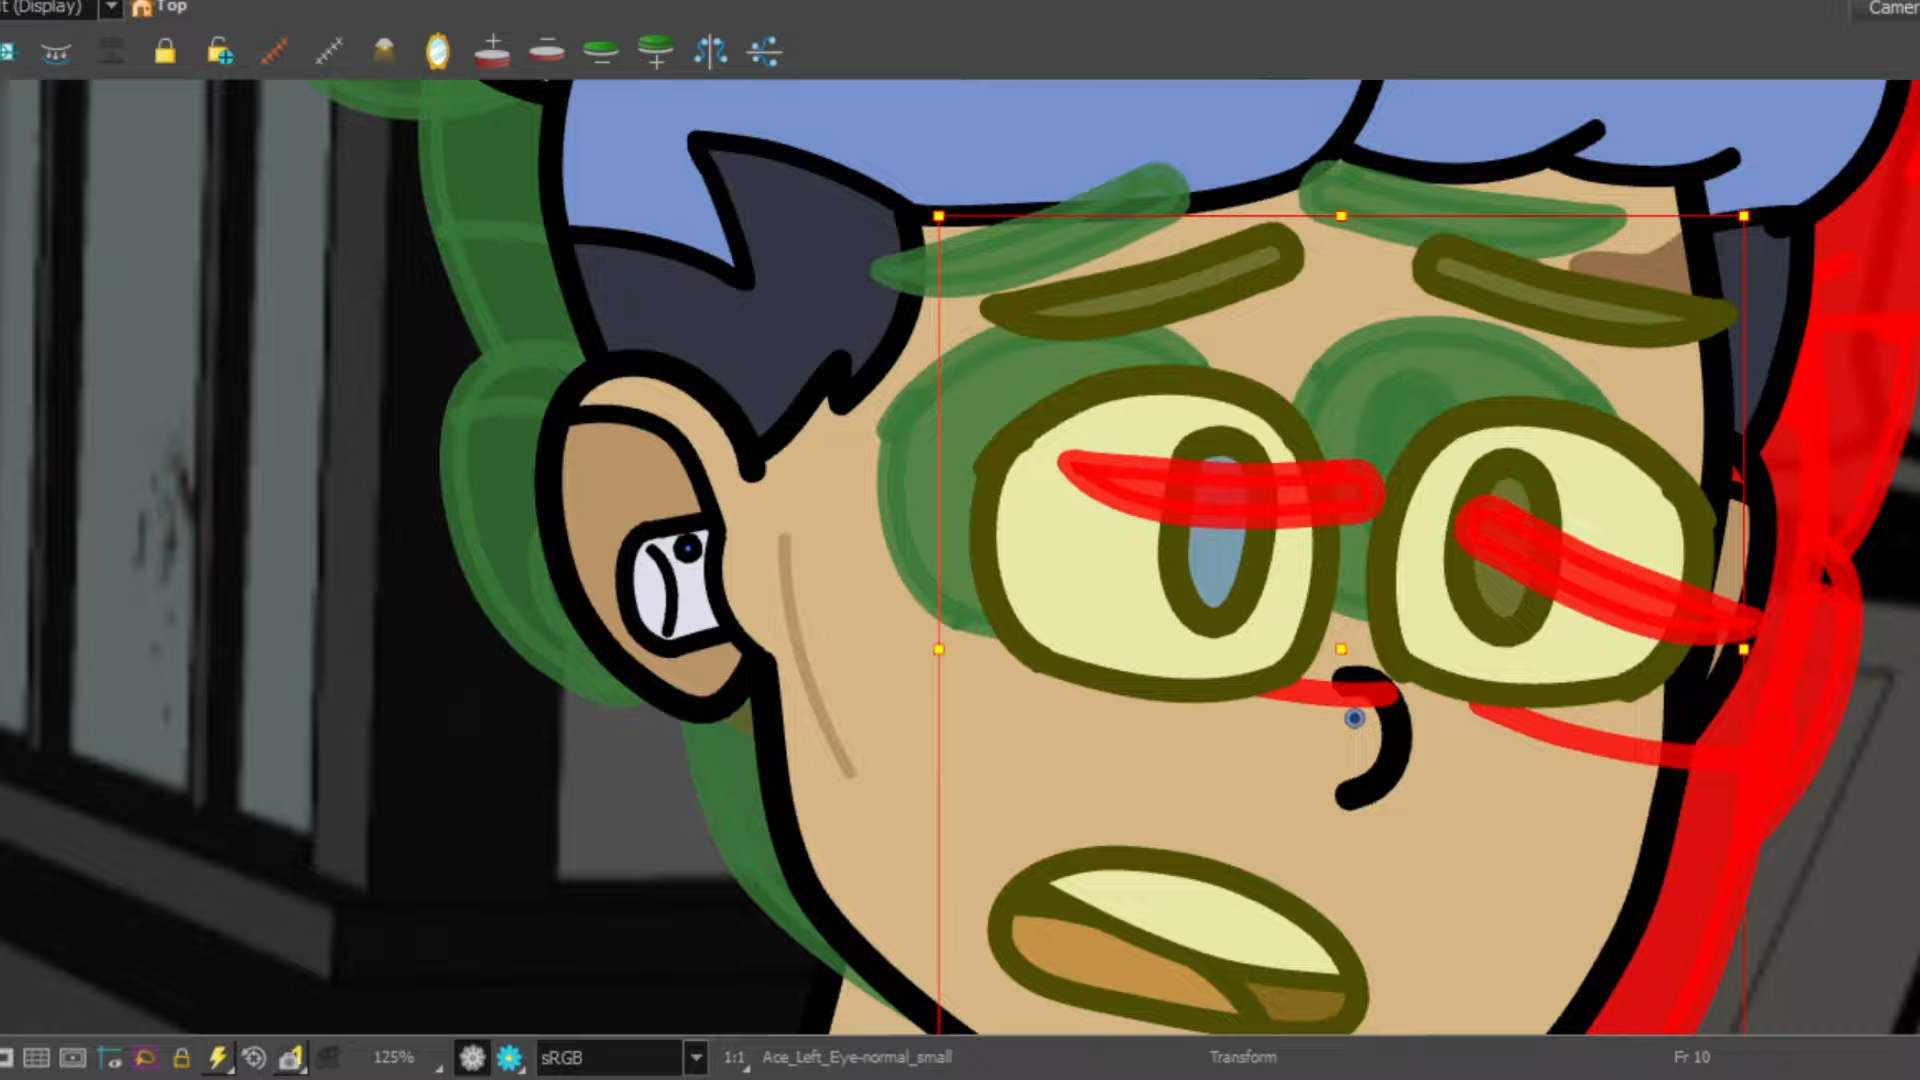 t (Display)
Top
Camer
125%
sRGB
1:1
Ace_Left_Eye-normal_small
Transform
Fr 10